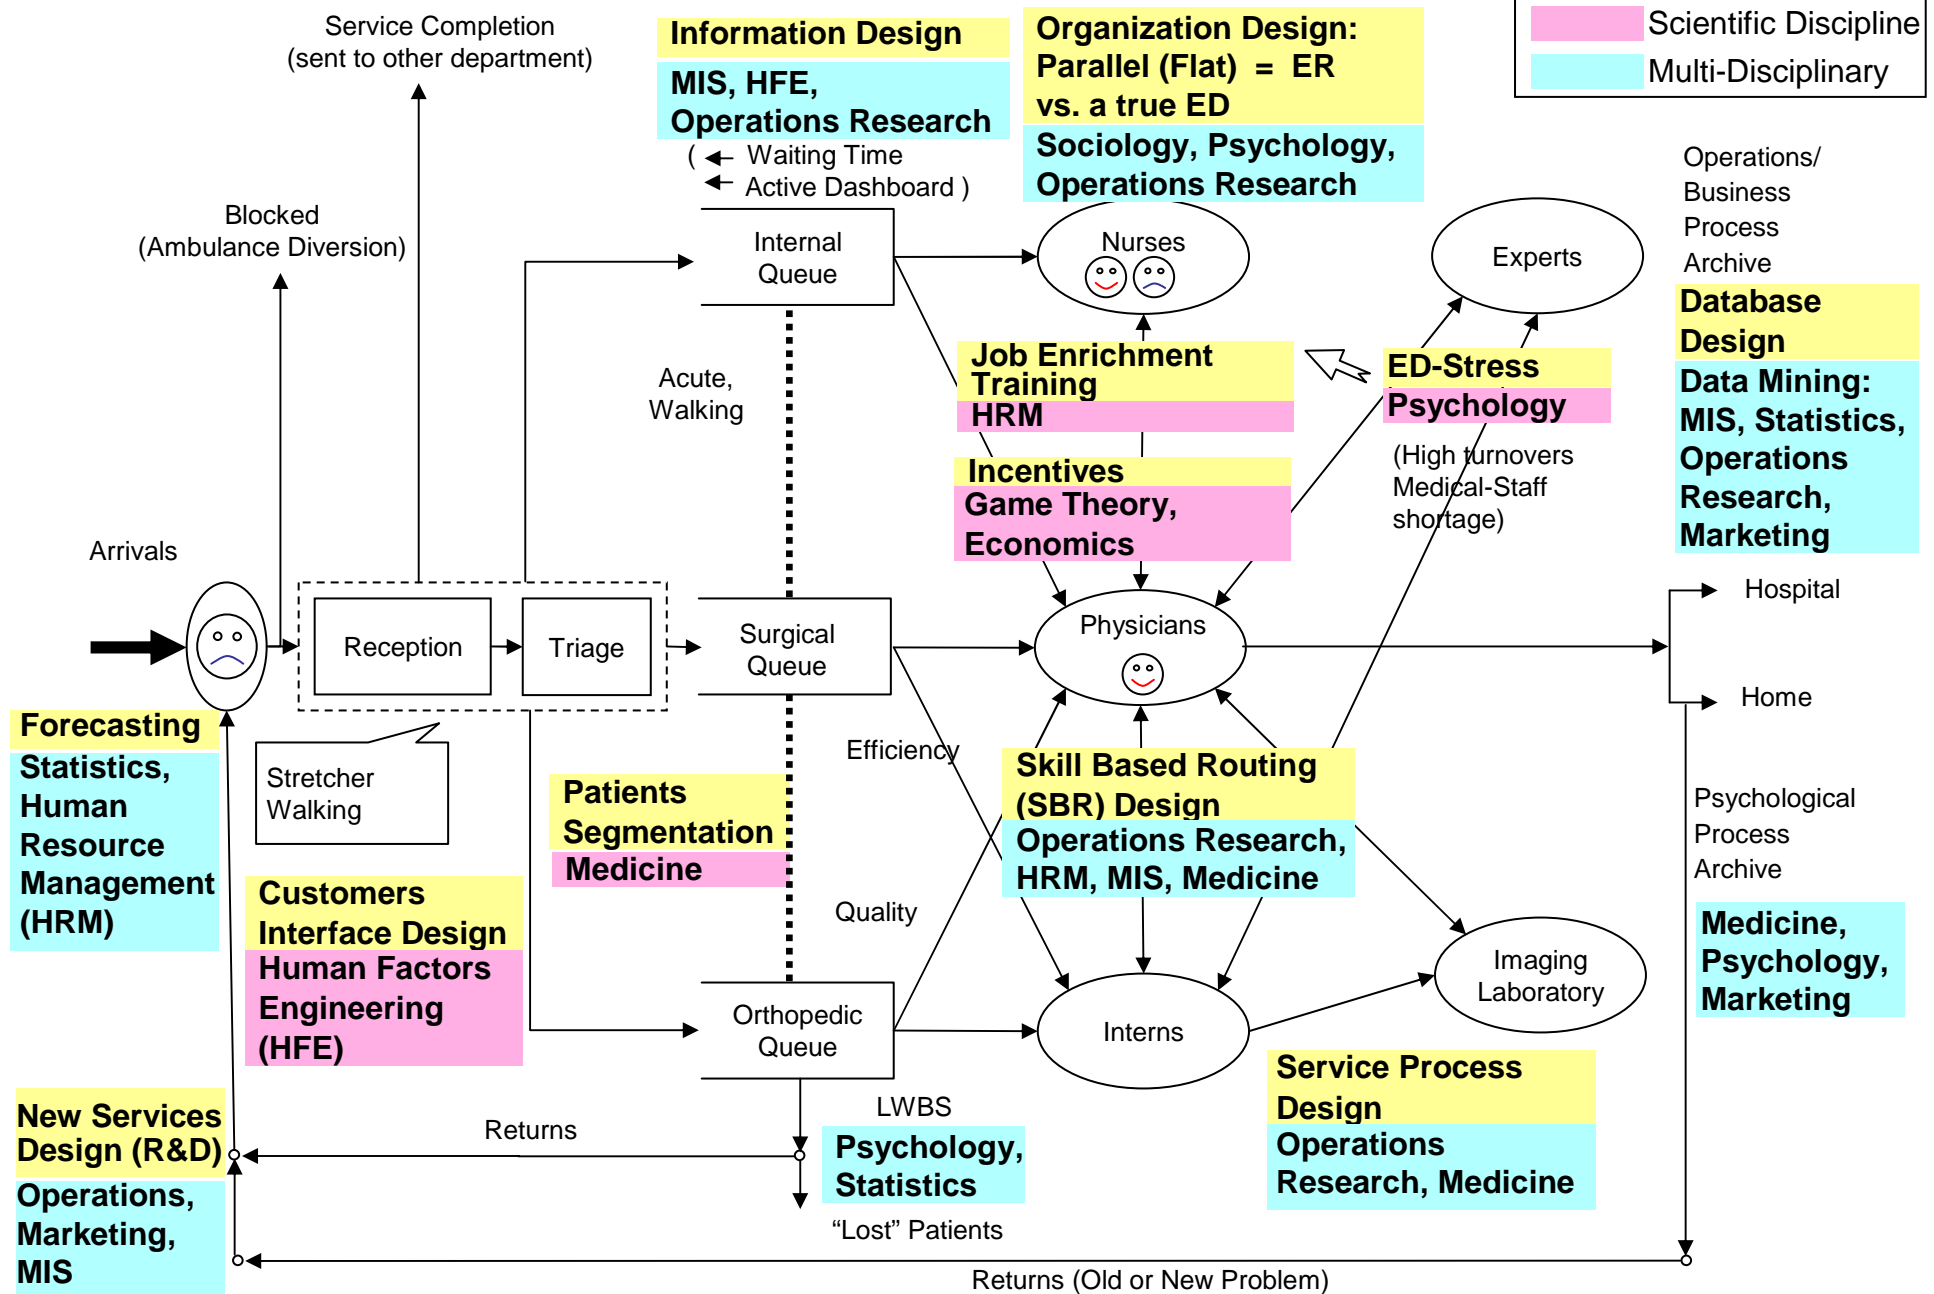 Service Completion
(sent to other department)
Information Design
MIS, HFE,
Operations Research
( Waiting Time
Active Dashboard )
Organization Design:
Parallel (Flat) = ER
vs. a true ED
Sociology, Psychology,
Operations Research
Scientific Discipline
Multi-Disciplinary
Blocked
(Ambulance Diversion)
Internal
Queue
Nurses
Experts
Operations/
Business
Process
Archive
Database
Design
Data Mining:
MIS, Statistics,
Operations
Research,
Marketing
Acute,
Walking
Job Enrichment
Training
HRM
ED-Stress
Psychology
(High turnovers
Medical-Staff
shortage)
Incentives
Game Theory,
Economics
Arrivals
Reception
Triage
Surgical
Queue
Physicians
Hospital
Home
Forecasting
Statistics,
Human
Resource
Management
(HRM)
Stretcher
Walking
Efficiency
Patients
Segmentation
Medicine
Skill Based Routing
(SBR) Design
Operations Research,
HRM, MIS, Medicine
Psychological
Process
Archive
Medicine,
Psychology,
Marketing
Customers
Interface Design
Human Factors
Engineering
(HFE)
Quality
Orthopedic
Queue
Interns
Imaging
Laboratory
Service Process
Design
Operations
Research, Medicine
LWBS
Psychology,
Statistics
"Lost" Patients
Returns
New Services
Design (R&D)
Operations,
Marketing,
MIS
Returns (Old or New Problem)